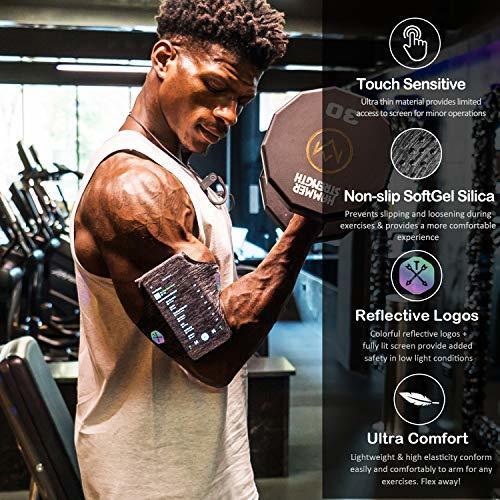 Touch Sensitive
Ultra thin material provides limited
access to screen for minor operations
Non-slip SoftGel Silica
Prevents slipping and loosening during
exercises & provides a more comfortable
experience
T
Reflective Logos
Colorful reflective logos +
fully lit screen provide added
safety in low light conditions
Ultra Comfort
Lightweight & high elasticity conform
easily and comfortably to arm for any
exercises. Flex away!
30
HAMMER
STRENGTH